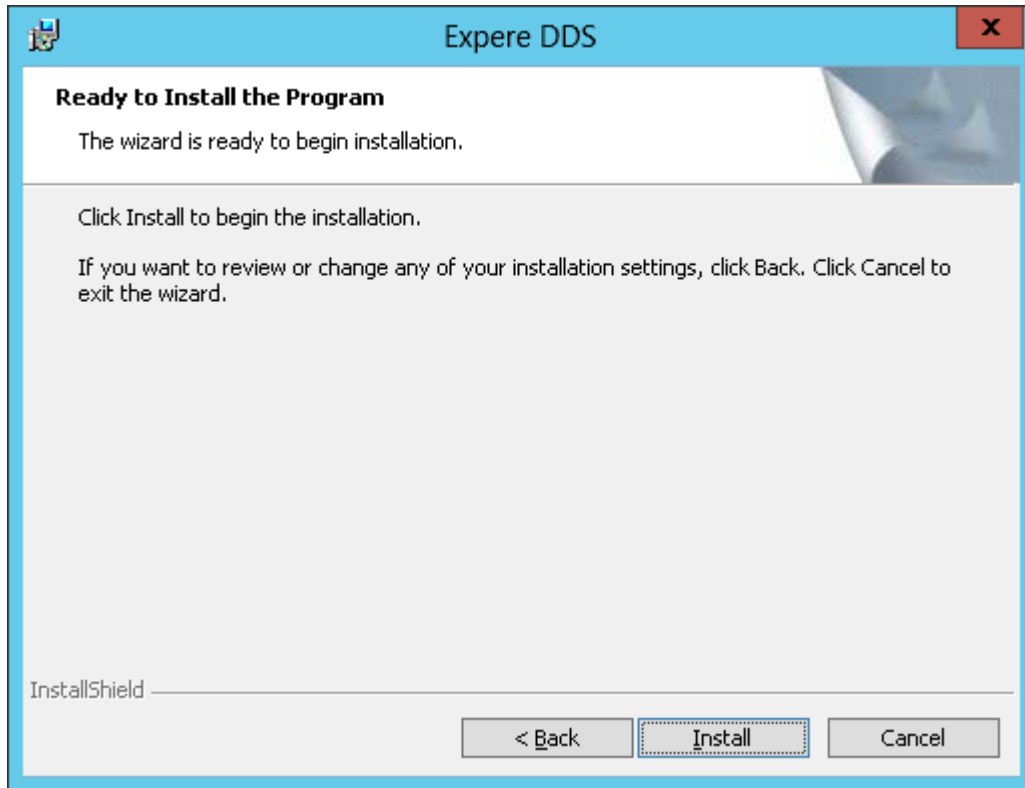 Expere DDS
x
Ready to Install the Program
The wizard is ready to begin installation.
Click Install to begin the installation.
If you want to review or change any of your installation settings, click Back. Click Cancel to
exit the wizard.
InstallShield
< Back Install Cancel